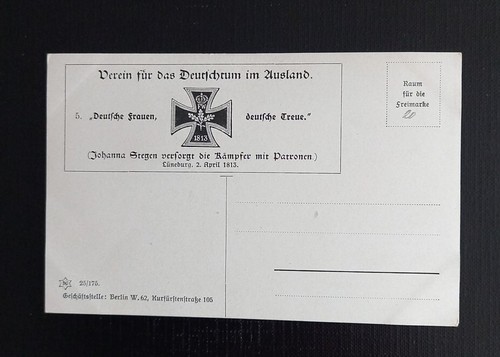 Verein für das Deutschtum im Ausland.
Raum
für die
Freimarke
20
FW
5. „Deutsche Frauen, deutsche Treue."
1813
(Johanna Stegen versorgt die Kämpfer mit Patronen.)
Lüneburg. 2. April 1813.
25/175.
Geschäftsstelle: Berlin W. 62, Kurfürstenstraße 105